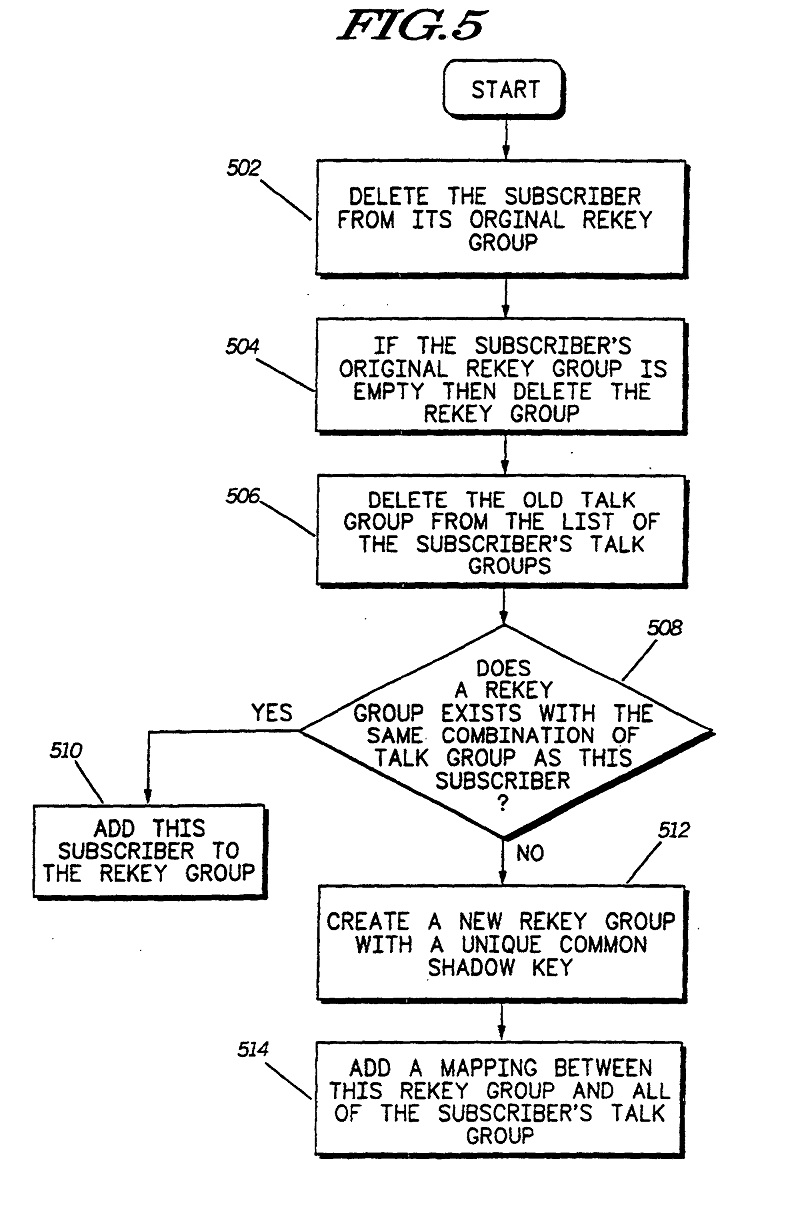 FIG.5
START
502
DELETE THE SUBSCRIBER
FROM ITS ORGINAL REKEY
GROUP
504
IF THE SUBSCRIBER'S
ORIGINAL REKEY GROUP IS
EMPTY THEN DELETE THE
REKEY GROUP
506
DELETE THE OLD TALK
GROUP FROM THE LIST OF
THE SUBSCRIBER'S TALK
GROUPS
508
DOES
A REKEY
GROUP EXISTS WITH THE
SAME COMBINATION OF
TALK GROUP AS THIS
SUBSCRIBER
?
YES
510
ADD THIS
SUBSCRIBER TO
THE REKEY GROUP
NO
512
CREATE A NEW REKEY GROUP
WITH A UNIQUE COMMON
SHADOW KEY
514
ADD A MAPPING BETWEEN
THIS REKEY GROUP AND ALL
OF THE SUBSCRIBER'S TALK
GROUP